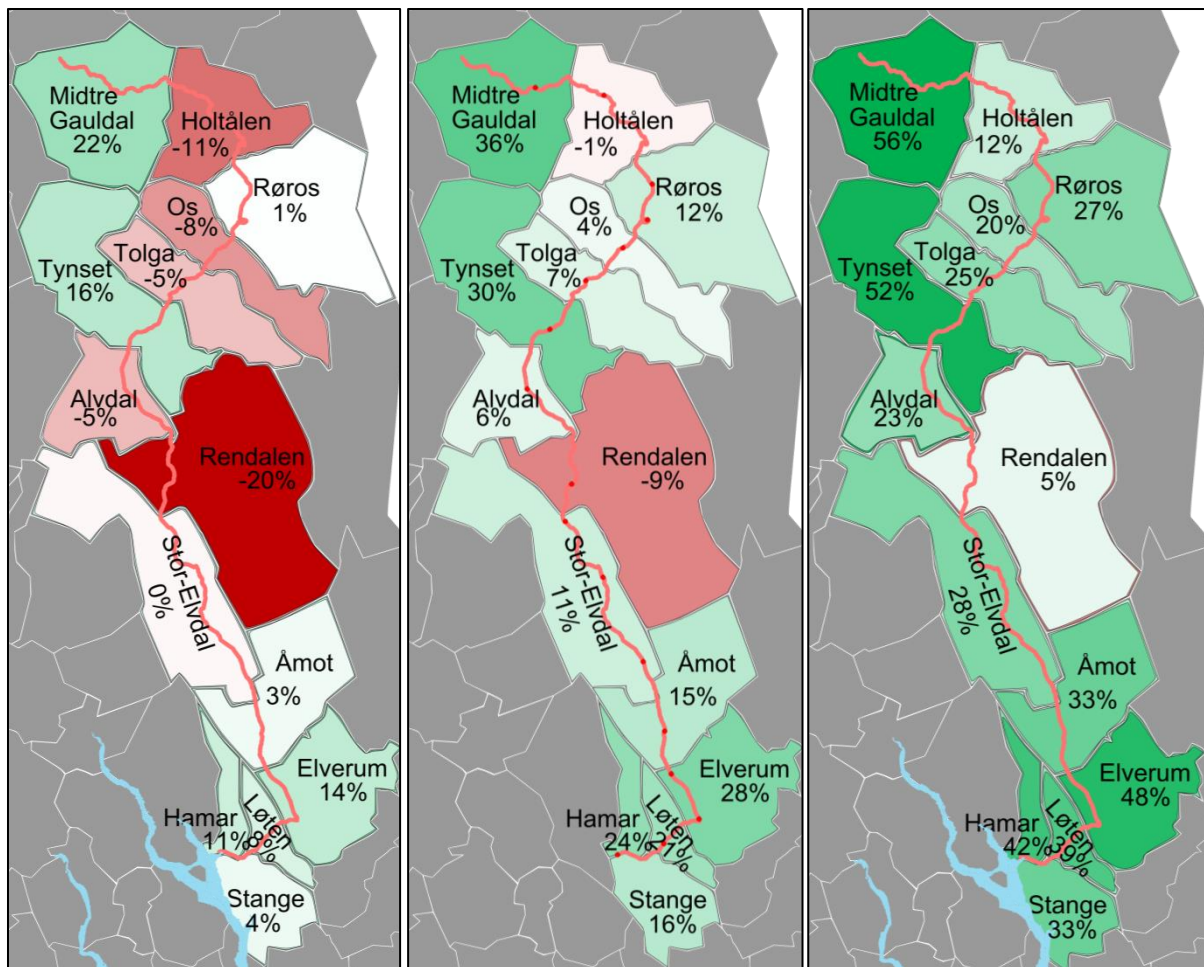 Midtre
Gauldal
22%
Holtålen
-11%
Røros
1%
Os
-8%
Tolga
-5%
Tynset
16%
Alvdal
-5%
Rendalen
-20%
Stor-Elvdal
0%
Åmot
3%
Elverum
14%
Hamar
11%
Løten
8%
Stange
4%
Midtre
Gauldal
36%
Holtålen
-1%
Røros
12%
Os
4%
Tolga
7%
Tynset
30%
Alvdal
6%
Rendalen
-9%
Stor-Elvdal
11%
Åmot
15%
Elverum
28%
Hamar
24%
Løten
21%
Stange
16%
Midtre
Gauldal
56%
Holtålen
12%
Røros
27%
Os
20%
Tolga
25%
Tynset
52%
Alvdal
23%
Rendalen
5%
Stor-Elvdal
28%
Åmot
33%
Elverum
48%
Hamar
42%
Løten
39%
Stange
33%